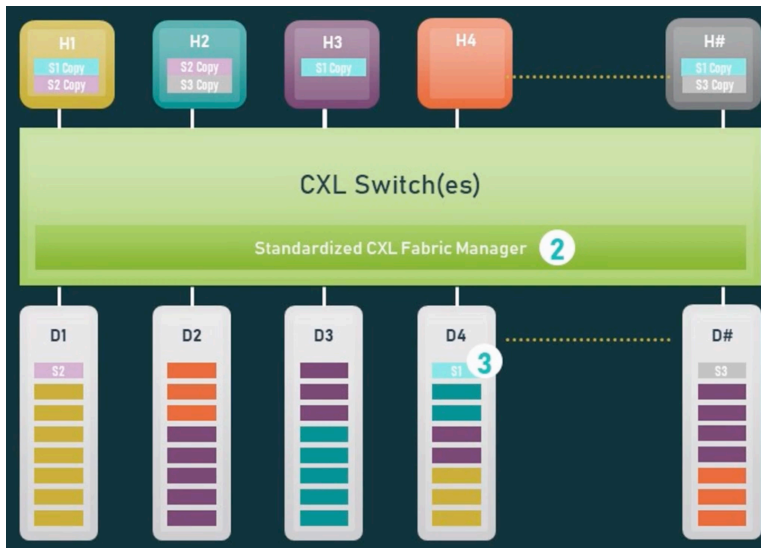 H1
S1 Copy
S2 Copy
H2
S2 Copy
S3 Copy
H3
S1 Copy
H4
H#
S1 Copy
S3 Copy
CXL Switch(es)
Standardized CXL Fabric Manager 2
D1
S2
D2
D3
D4
S1 3
D#
S3